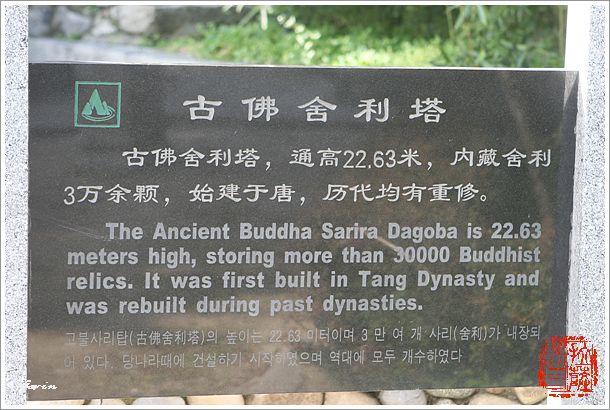 古佛舍利塔
古佛舍利塔，通高22.63米，内藏舍利
3万余颗，始建于唐，历代均有重修。
The Ancient Buddha Sarira Dagoba is 22.63
meters high, storing more than 30000 Buddhist
relics. It was first built in Tang Dynasty and
was rebuilt during past dynasties.
고불사리탑(古佛舍利塔)의 높이는 22.63 미터이며 3 만 여 개 사리(舍利)가 내장되
어 있다. 당나라때에 건설하기 시작하였으며 역대에 모두 개수하였다